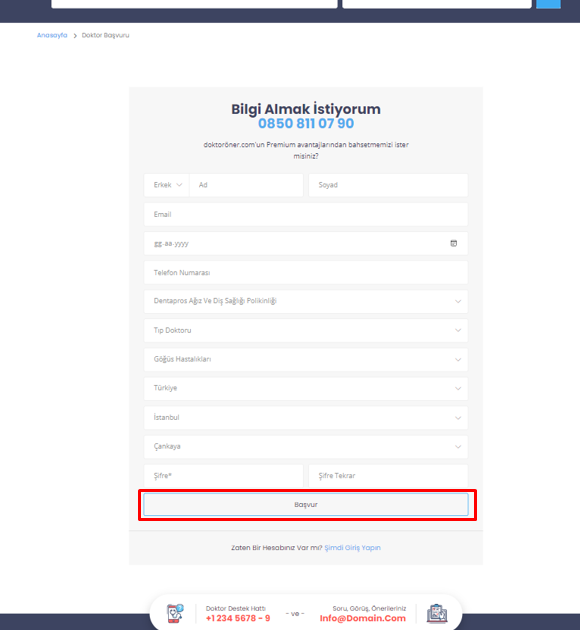 Anasayfa > Doktor Başvuru
Bilgi Almak İstiyorum
0850 811 07 90
doktoröner.com'un Premium avantajlarından bahsetmemizi ister
misiniz?
Erkek Ad Soyad
Email
gg.aa.yyyy
Telefon Numarası
Dentapros Ağız Ve Diş Sağlığı Polikinliği
Tıp Doktoru
Göğüs Hastalıkları
Türkiye
İstanbul
Çankaya
Şifre* Şifre Tekrar
Başvur
Zaten Bir Hesabınız Var mı? Şimdi Giriş Yapın
Doktor Destek Hattı: - ve - Soru, Görüş, Önerileriniz
+1 234 5678 - 9 Info@Domain.Com